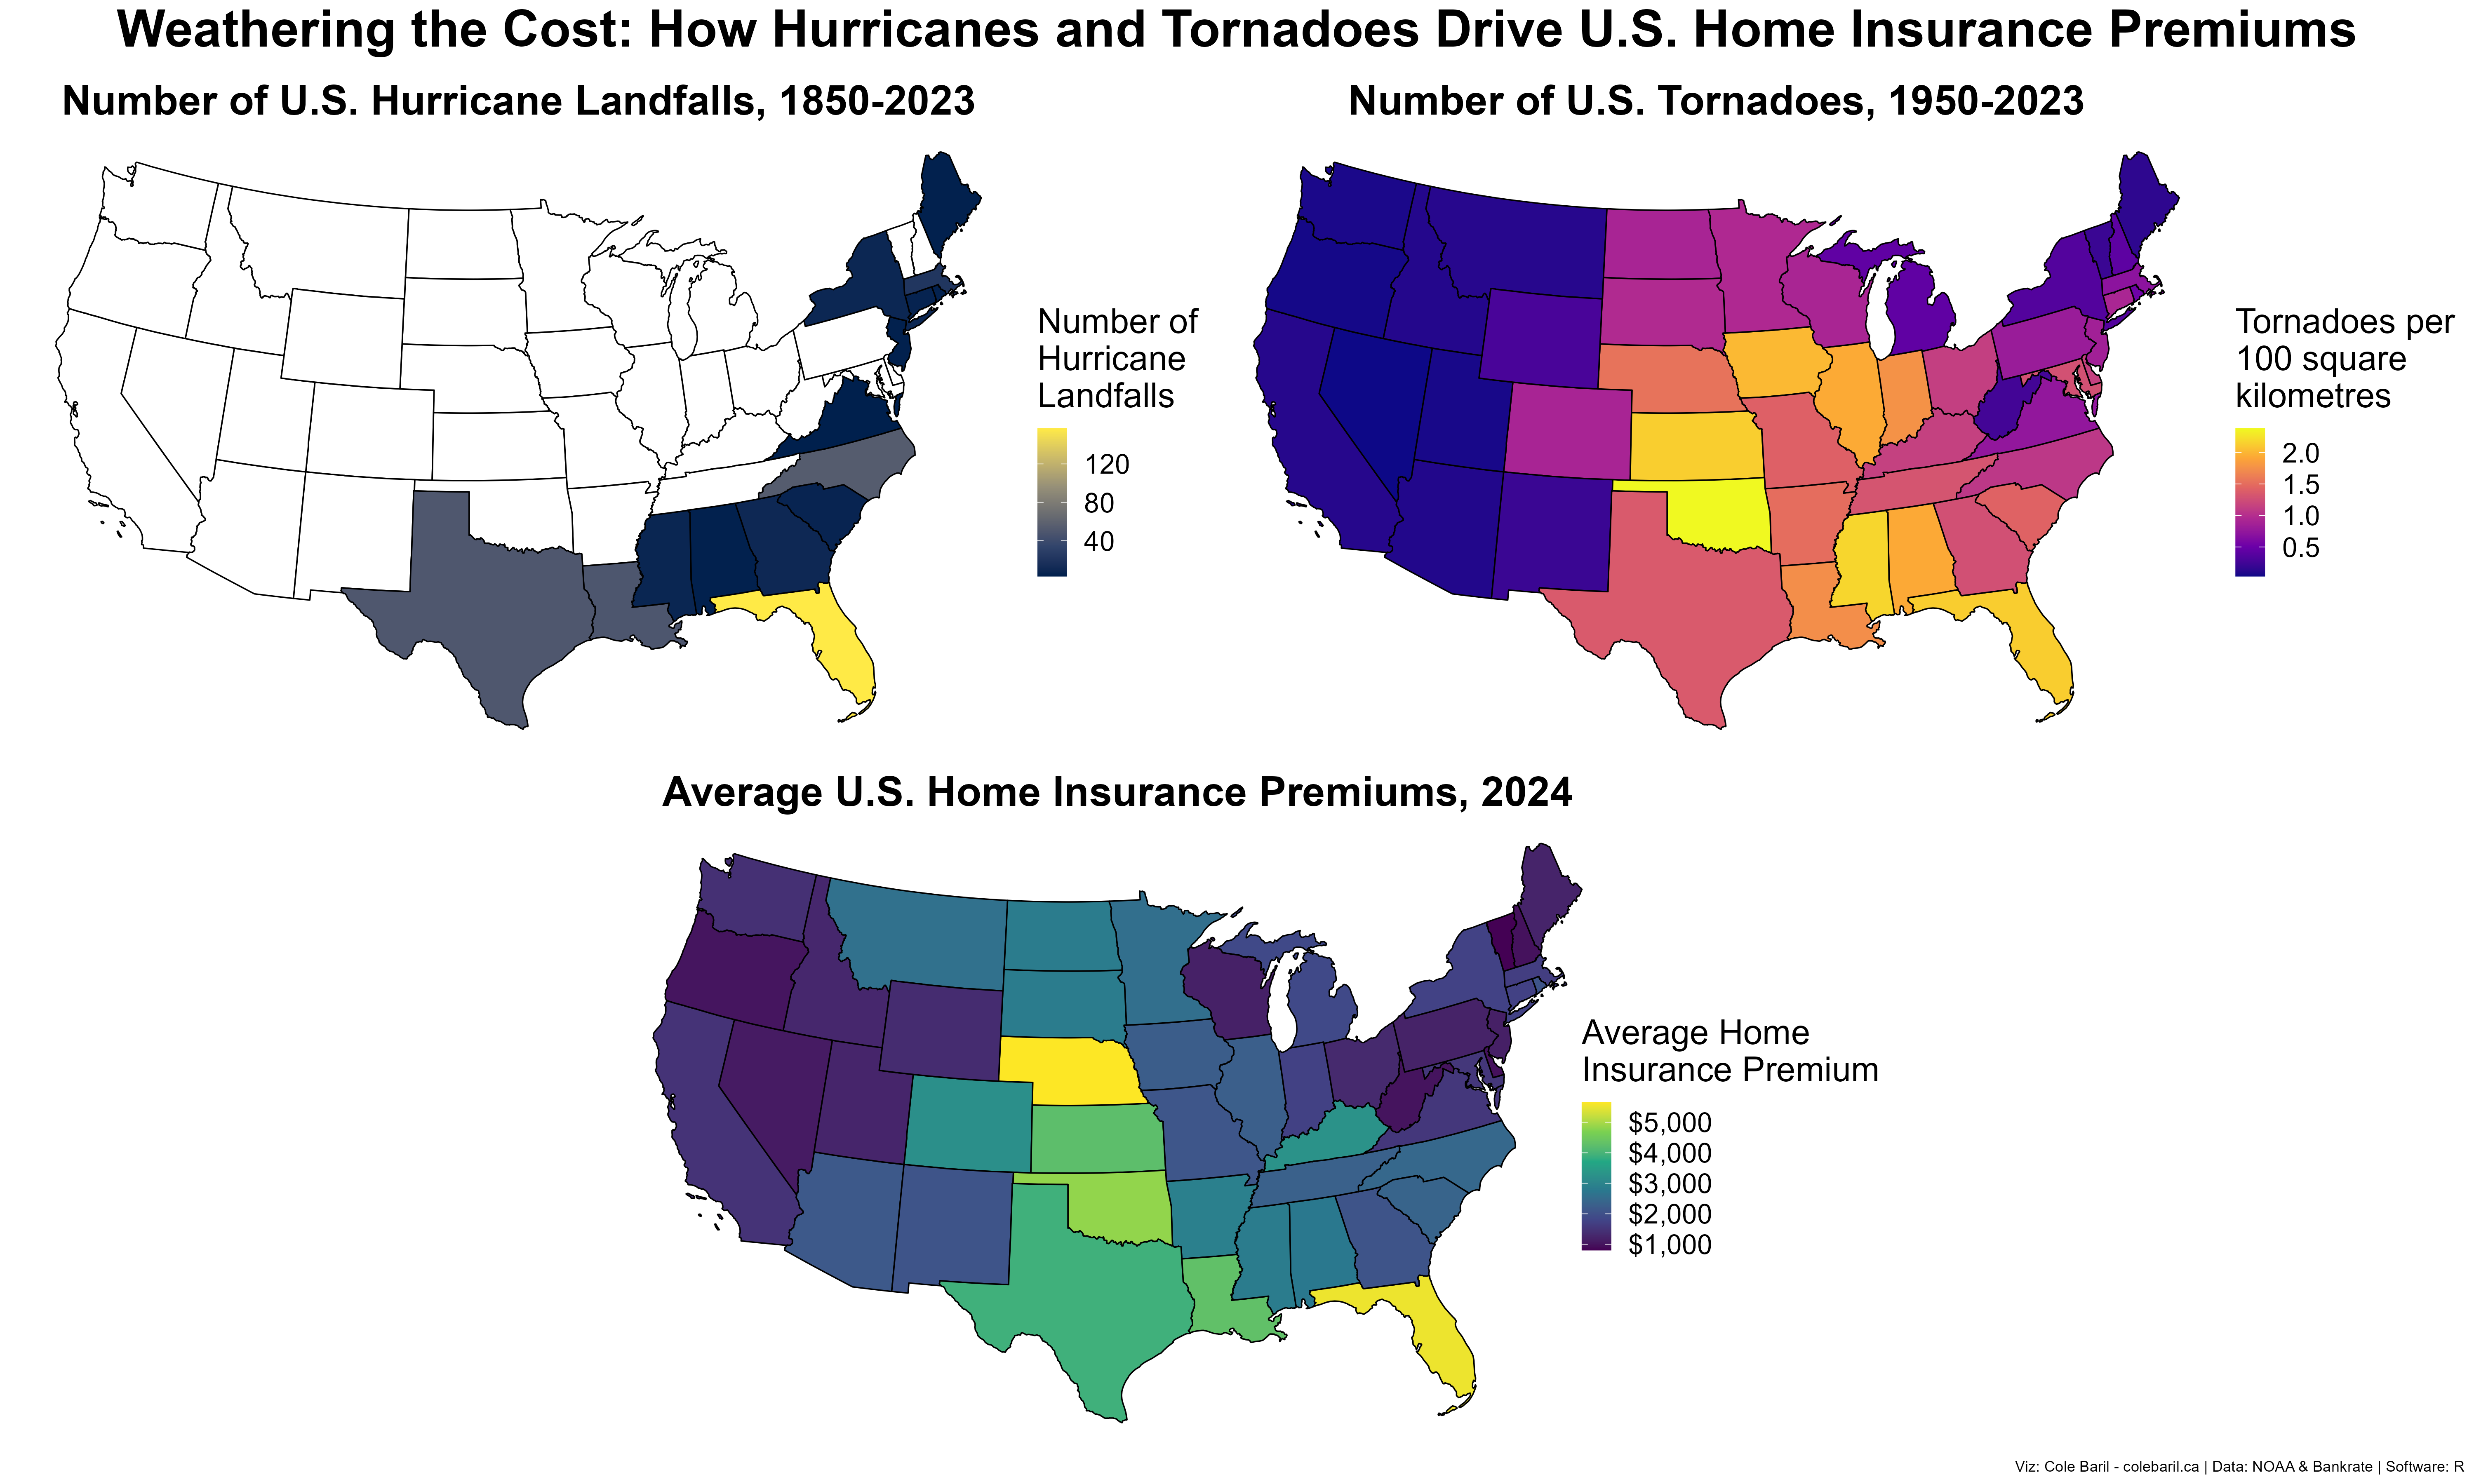 Weathering the Cost: How Hurricanes and Tornadoes Drive U.S. Home Insurance Premiums
Number of U.S. Hurricane Landfalls, 1850-2023
Number of
Hurricane
Landfalls
120
80
40
Number of U.S. Tornadoes, 1950-2023
Tornadoes per
100 square
kilometres
2.0
1.5
1.0
0.5
Average U.S. Home Insurance Premiums, 2024
Average Home
Insurance Premium
$5,000
$4,000
$3,000
$2,000
$1,000
Viz: Cole Baril - colebaril.ca | Data: NOAA & Bankrate | Software: R